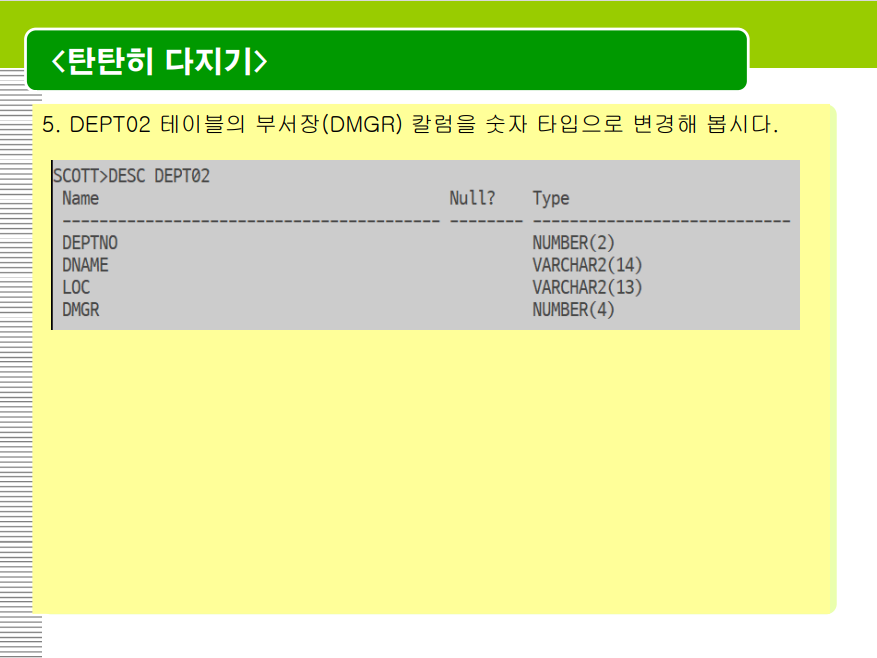 <탄탄히 다지기>
5. DEPT02 테이블의 부서장(DMGR) 칼럼을 숫자 타입으로 변경해 봅시다.
SCOTT>DESC DEPT02
Name Null? Type
----------------------------------------- -------- ----------------------------
DEPTNO NUMBER(2)
DNAME VARCHAR2(14)
LOC VARCHAR2(13)
DMGR NUMBER(4)